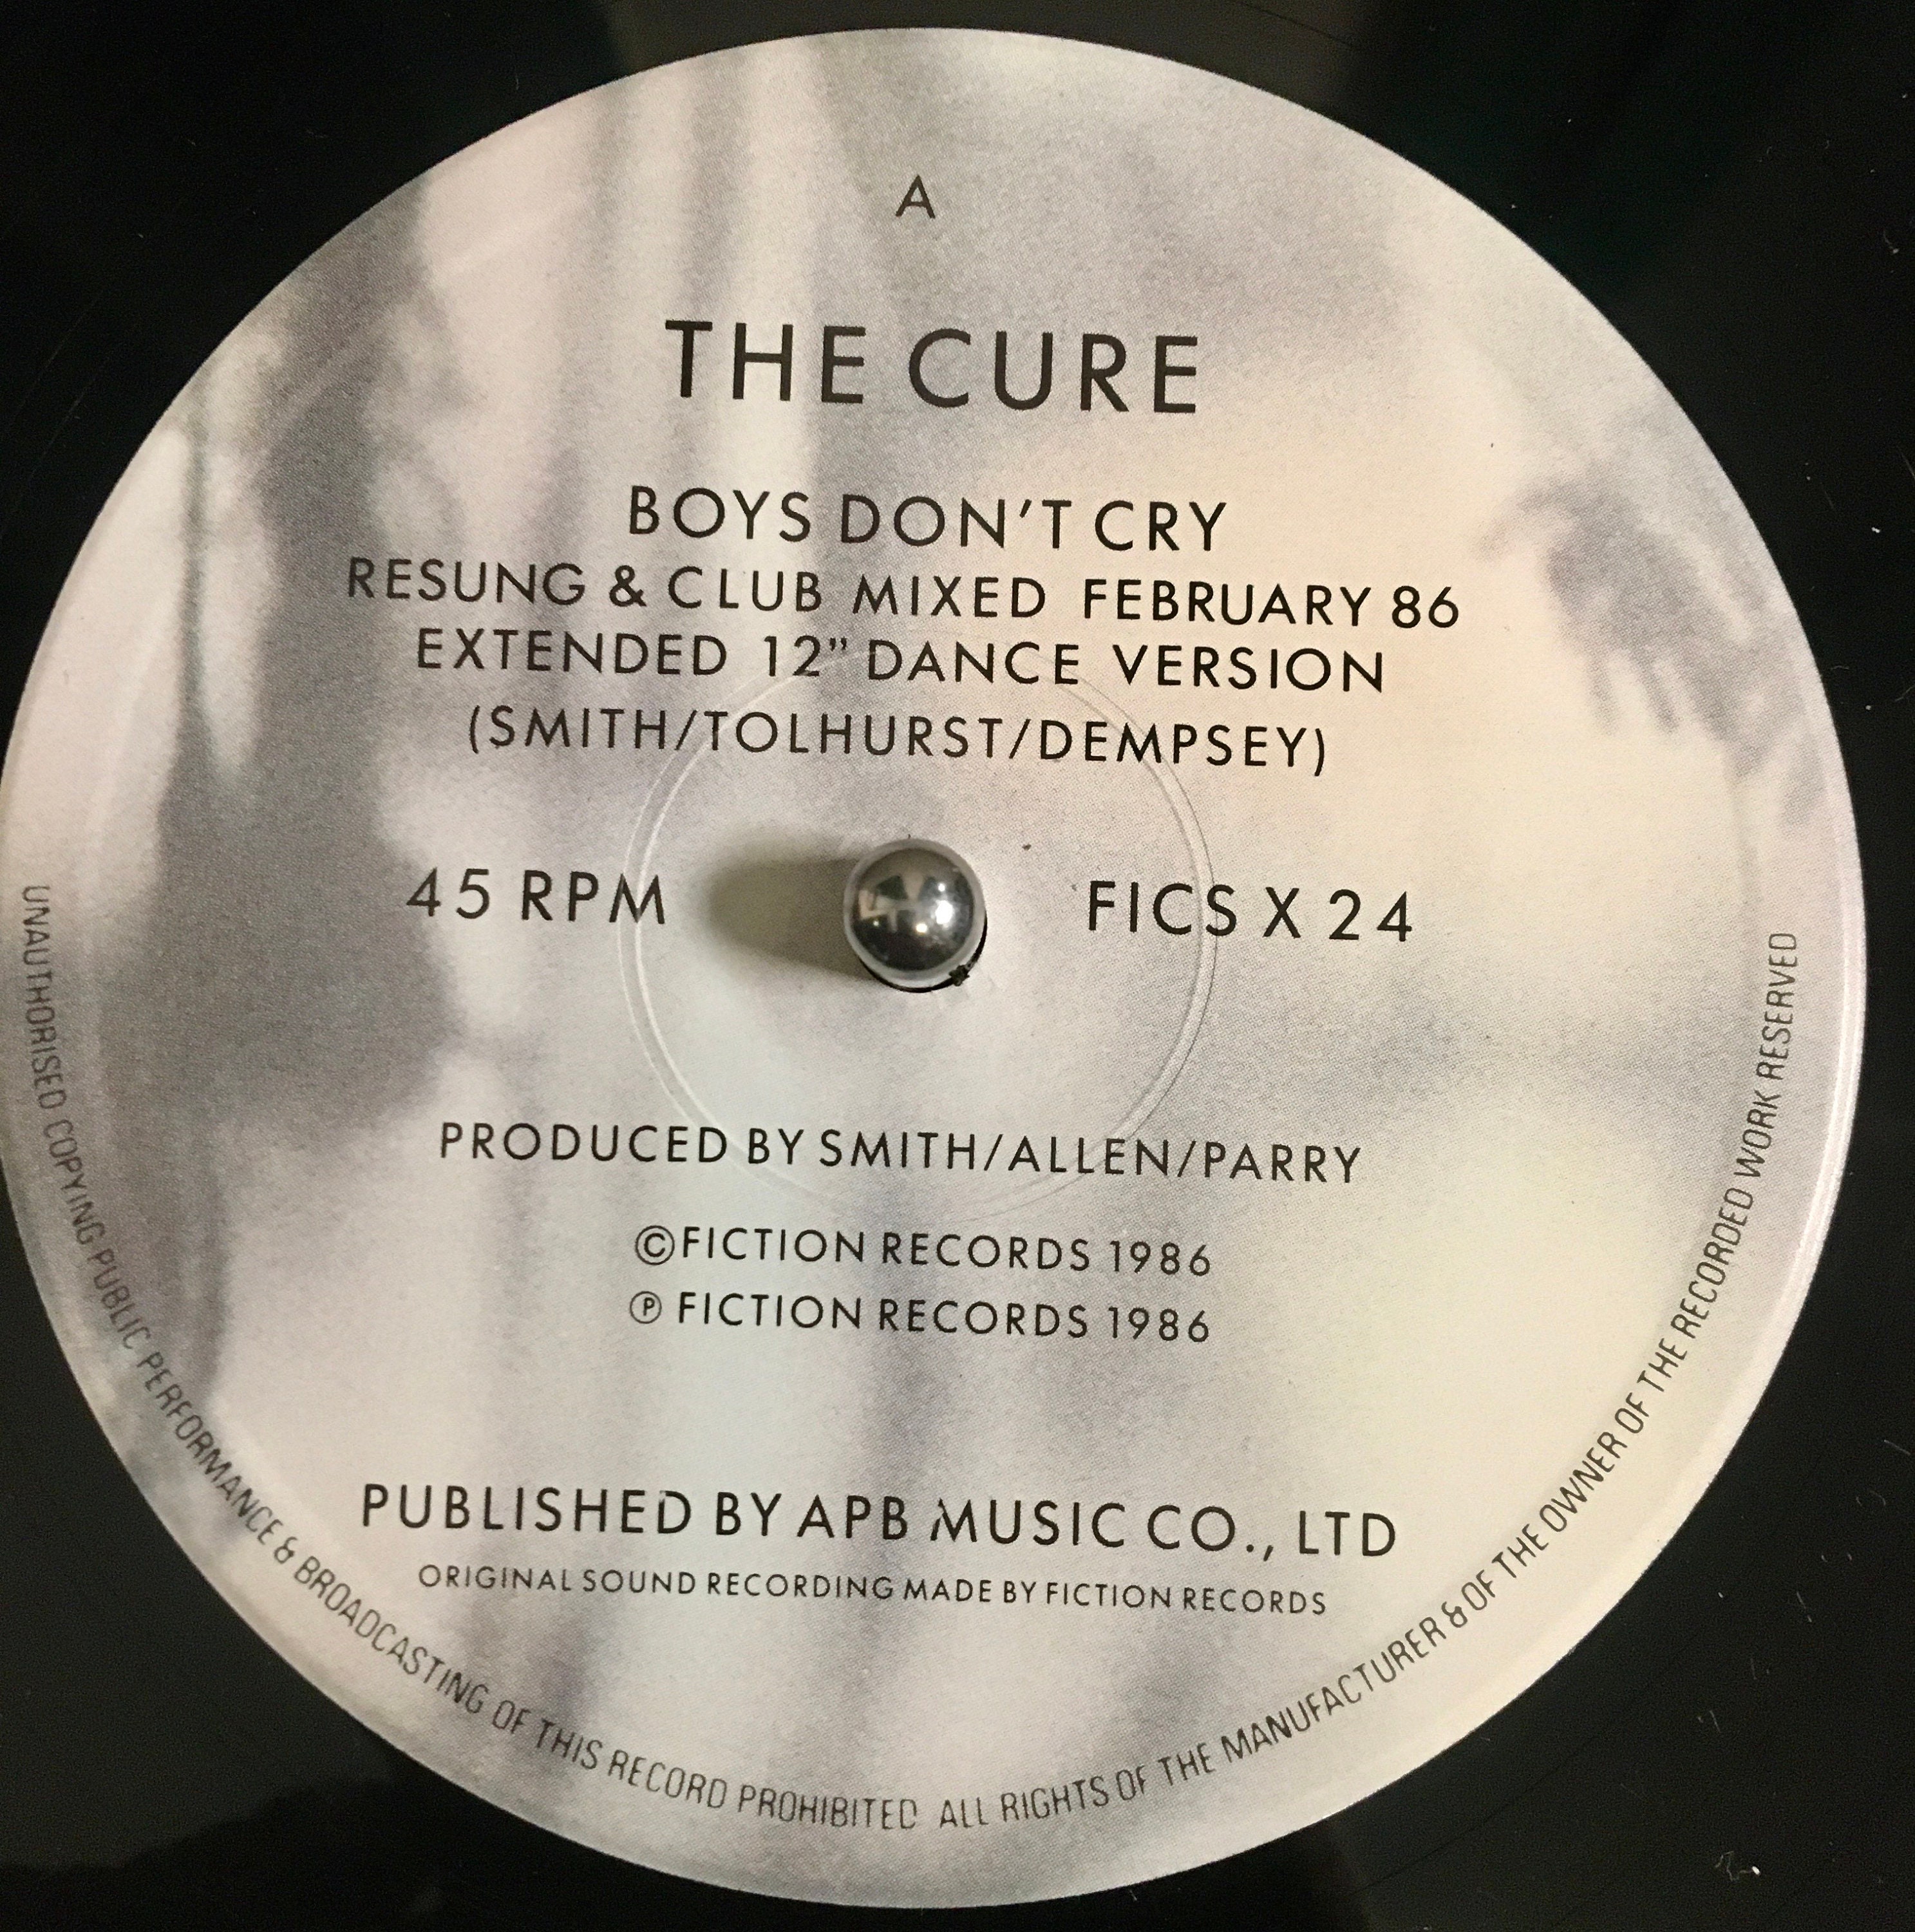 A
THE CURE
BOYS DON'T CRY
RESUNG & CLUB MIXED FEBRUARY 86
EXTENDED 12" DANCE VERSION
(SMITH/TOLHURST/DEMPSEY)
45 RPM
FICS X 24
PRODUCED BY SMITH/ALLEN/PARRY
©FICTION RECORDS 1986
℗ FICTION RECORDS 1986
PUBLISHED BY APB MUSIC CO., LTD
ORIGINAL SOUND RECORDING MADE BY FICTION RECORDS
UNAUTHORISED COPYING PUBLIC PERFORMANCE & BROADCASTING OF THIS RECORD PROHIBITED ALL RIGHTS OF THE MANUFACTURER & OF THE OWNER OF THE RECORDED WORK RESERVED